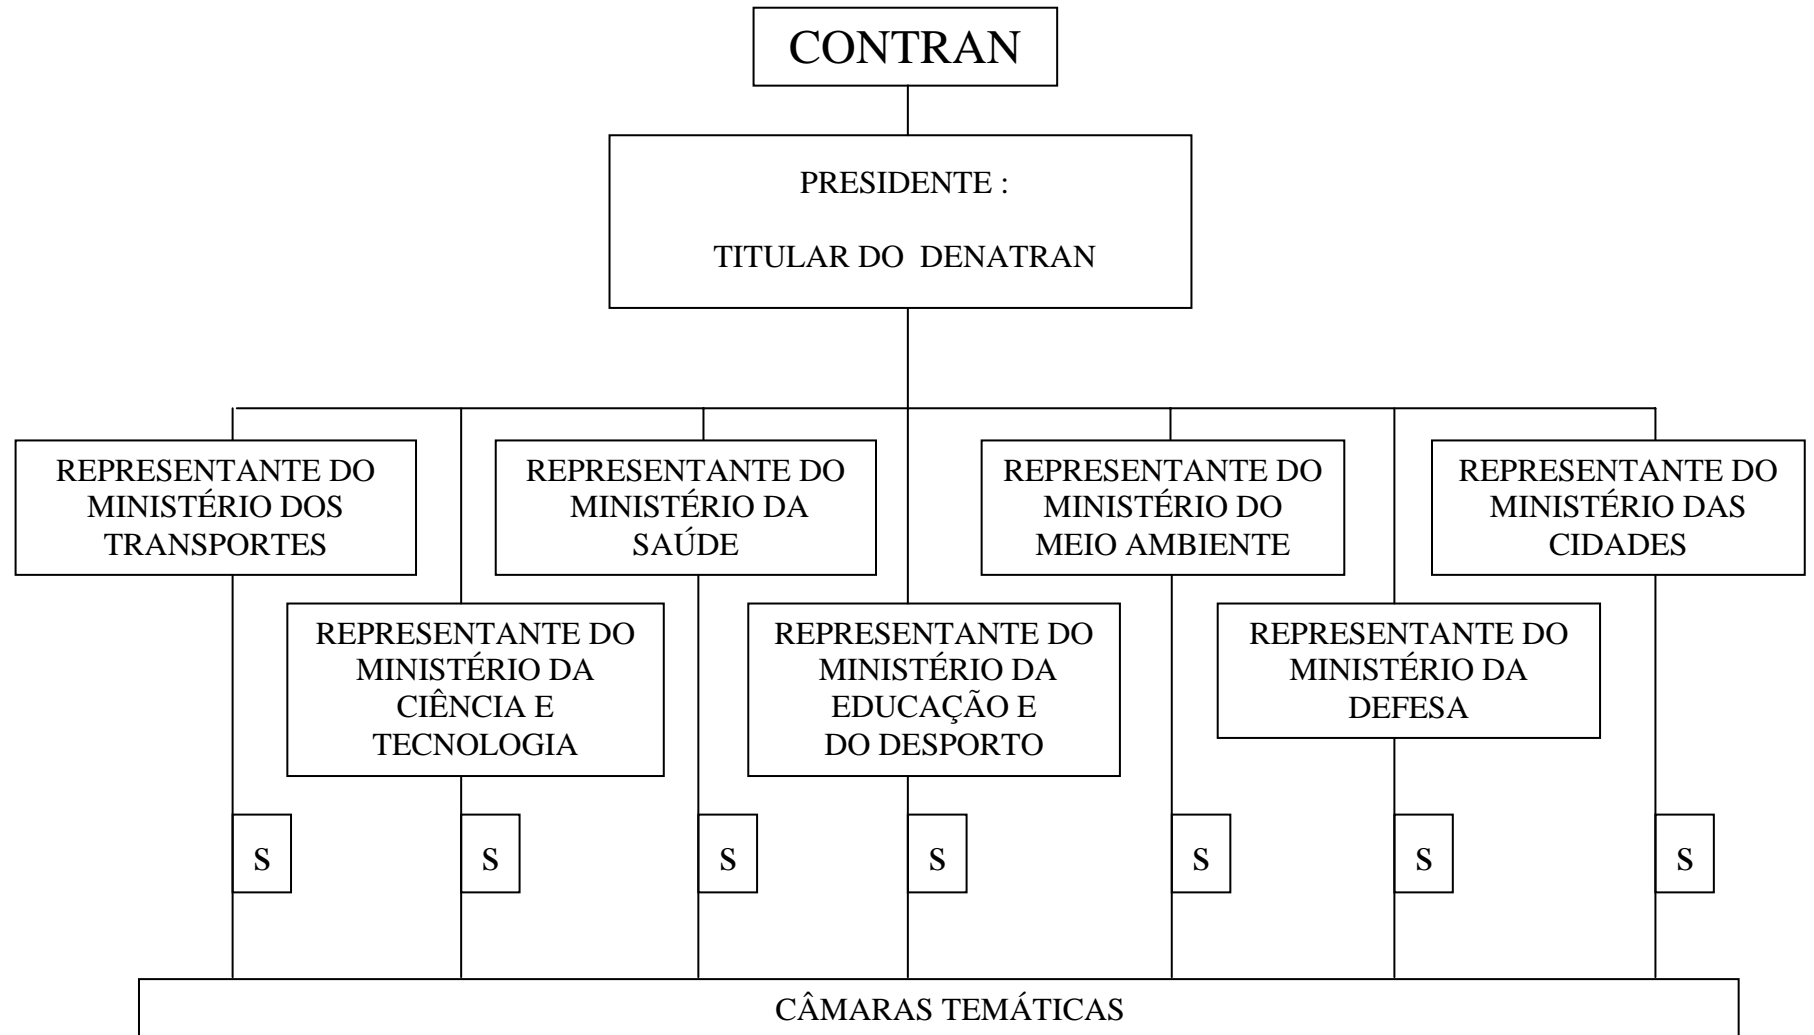 CONTRAN
PRESIDENTE :
TITULAR DO DENATRAN
REPRESENTANTE DO
MINISTÉRIO DOS
TRANSPORTES
REPRESENTANTE DO
MINISTÉRIO DA
SAÚDE
REPRESENTANTE DO
MINISTÉRIO DO
MEIO AMBIENTE
REPRESENTANTE DO
MINISTÉRIO DAS
CIDADES
REPRESENTANTE DO
MINISTÉRIO DA
CIÊNCIA E
TECNOLOGIA
REPRESENTANTE DO
MINISTÉRIO DA
EDUCAÇÃO E
DO DESPORTO
REPRESENTANTE DO
MINISTÉRIO DA
DEFESA
S
S
S
S
S
S
S
CÂMARAS TEMÁTICAS